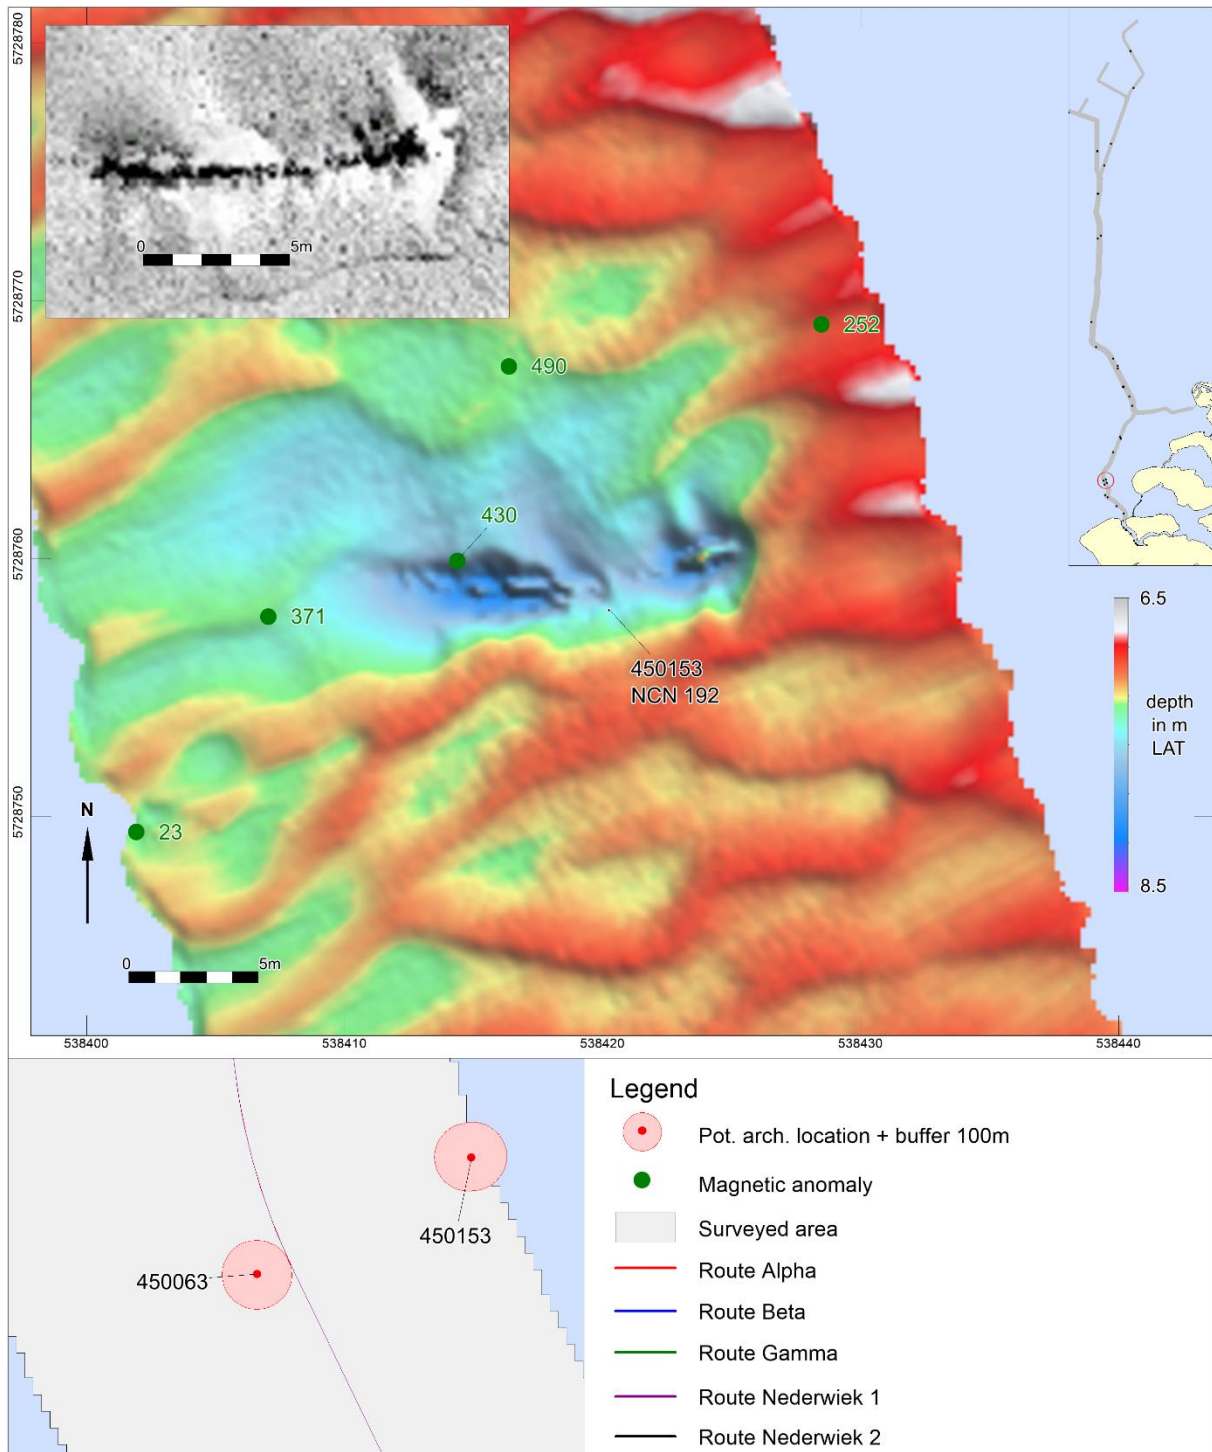 5728780
5728770
5728760
5728750
0 5m
252
490
430
371
450153
NCN 192
23
N
0 5m
6.5
depth
in m
LAT
8.5
538400 538410 538420 538430 538440
450153
450063
Legend
Pot. arch. location + buffer 100m
Magnetic anomaly
Surveyed area
Route Alpha
Route Beta
Route Gamma
Route Nederwiek 1
Route Nederwiek 2